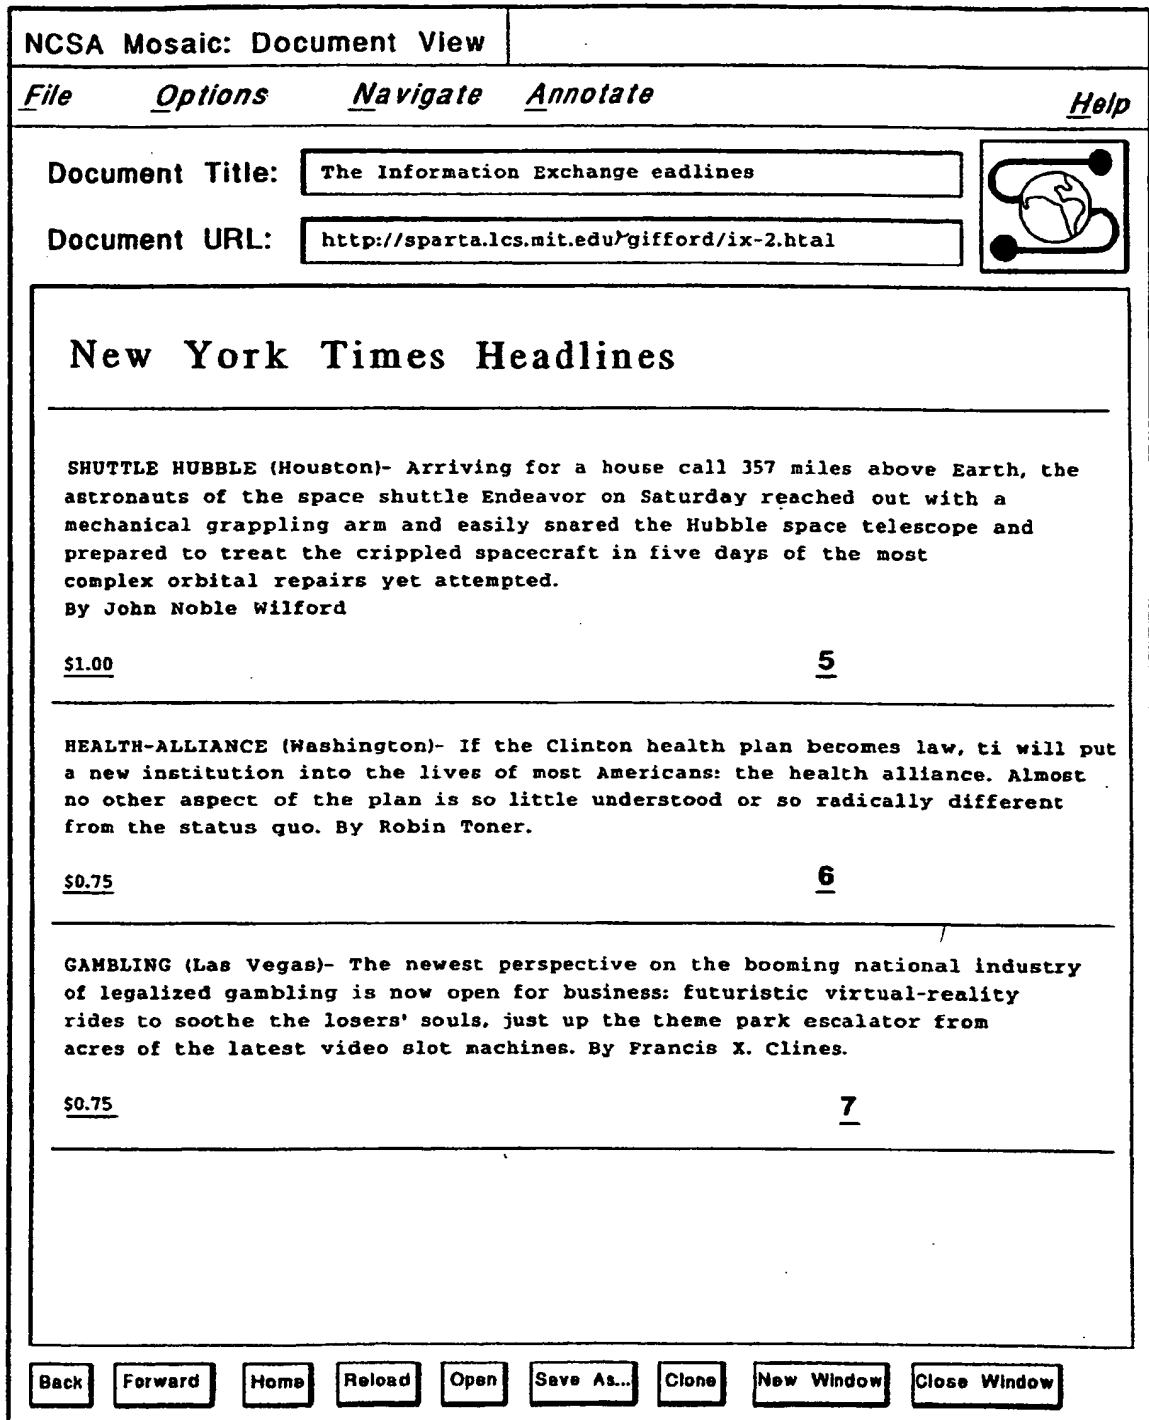 NCSA Mosaic: Document View
File Options Navigate Annotate Help
Document Title: The Information Exchange eadlines
Document URL: http://sparta.lcs.mit.edu/~gifford/ix-2.htal
New York Times Headlines
SHUTTLE HUBBLE (Houston)- Arriving for a house call 357 miles above Earth, the
astronauts of the space shuttle Endeavor on Saturday reached out with a
mechanical grappling arm and easily snared the Hubble space telescope and
prepared to treat the crippled spacecraft in five days of the most
complex orbital repairs yet attempted.
By John Noble Wilford
$1.00 5
HEALTH-ALLIANCE (Washington)- If the Clinton health plan becomes law, ti will put
a new institution into the lives of most Americans: the health alliance. Almost
no other aspect of the plan is so little understood or so radically different
from the status quo. By Robin Toner.
$0.75 6
GAMBLING (Las Vegas)- The newest perspective on the booming national industry
of legalized gambling is now open for business: futuristic virtual-reality
rides to soothe the losers' souls, just up the theme park escalator from
acres of the latest video slot machines. By Francis X. Clines.
$0.75 7
Back Forward Home Reload Open Save As... Clone New Window Close Window